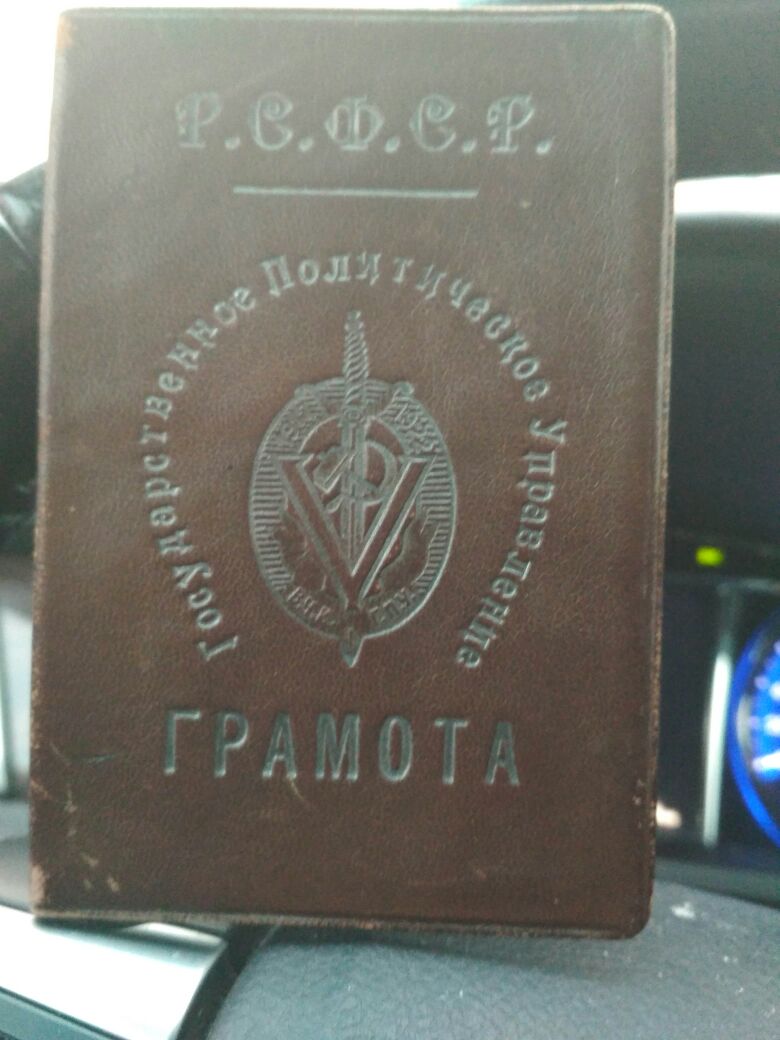 Р.С.Ф.С.Р.
Государственное Политическое Управление
В.Ч.К. Г.П.У.
ГРАМОТА